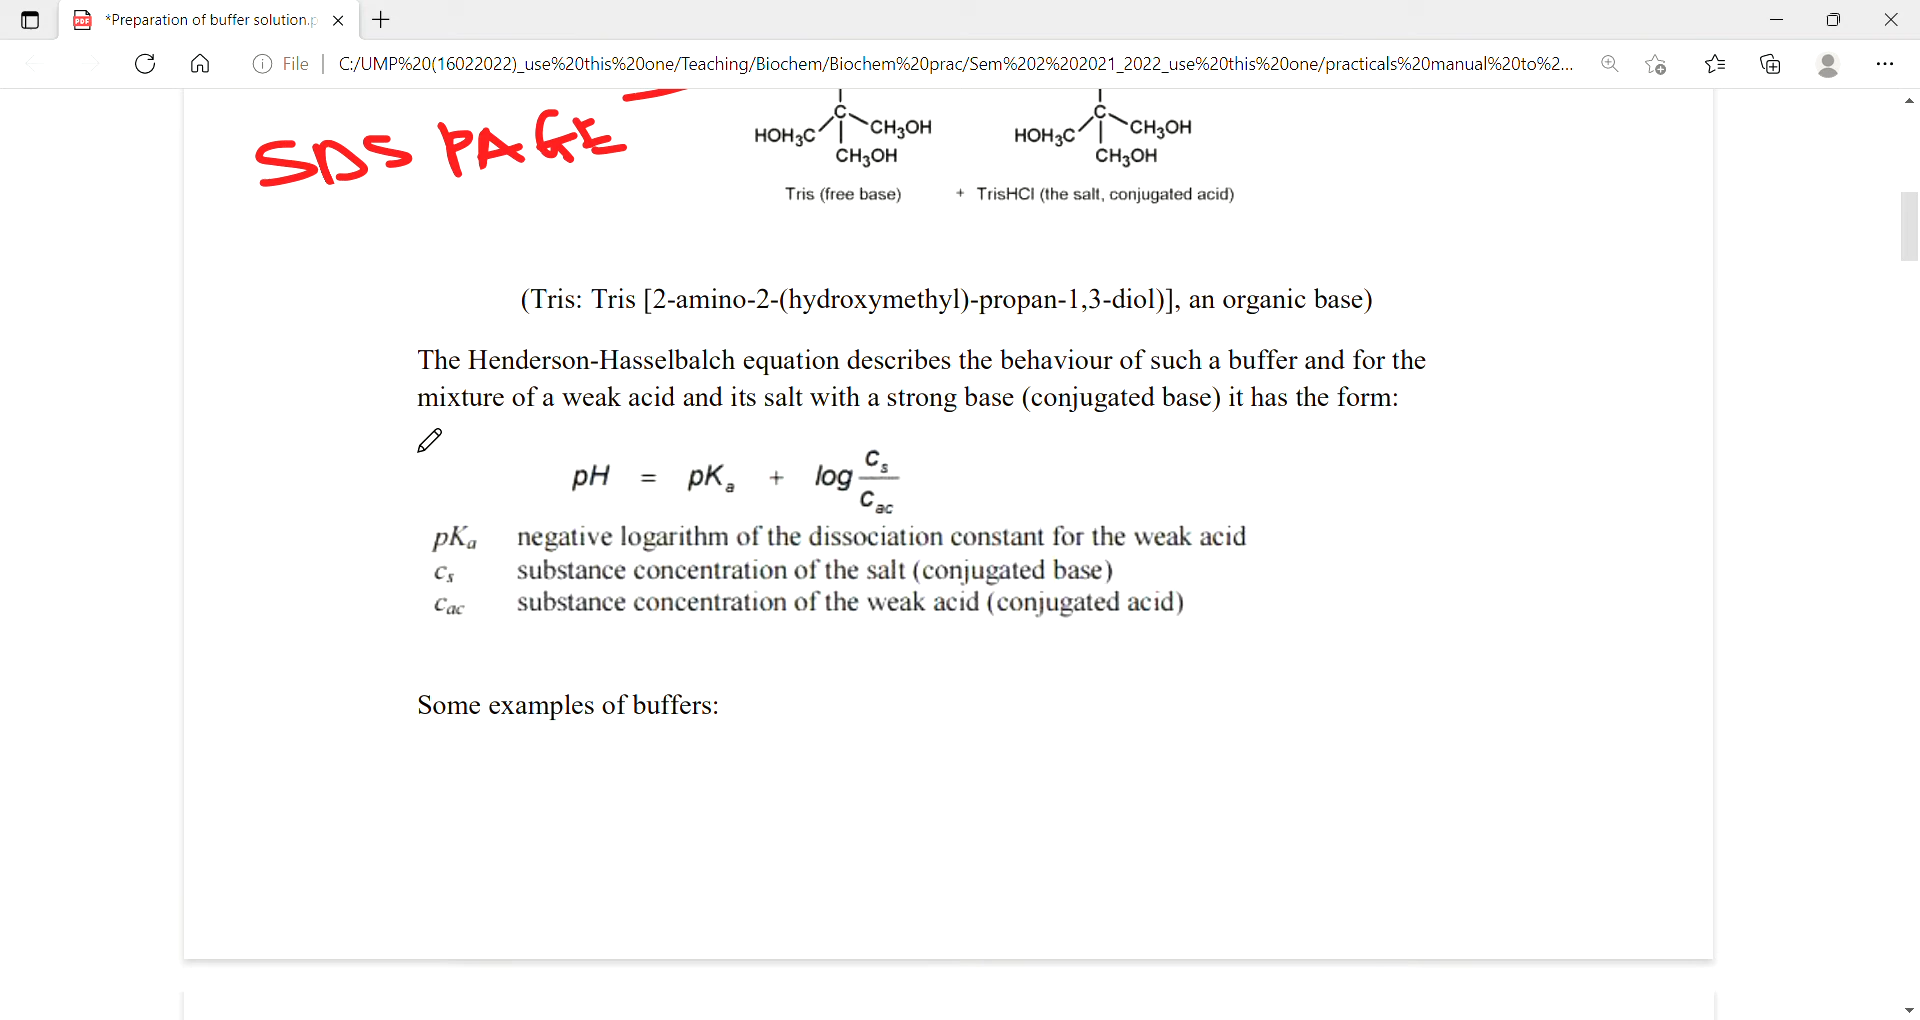 *Preparation of buffer solution.p
File
C:/UMP%20(16022022)_use%20this%20one/Teaching/Biochem/Biochem%20prac/Sem%202%202021_2022_use%20this%20one/practicals%20manual%20to%2...
SDS PAGE
C C
HOH₃C CH₃OH HOH₃C CH₃OH
CH₃OH CH₃OH
Tris (free base) + TrisHCl (the salt, conjugated acid)
(Tris: Tris [2-amino-2-(hydroxymethyl)-propan-1,3-diol)], an organic base)
The Henderson-Hasselbalch equation describes the behaviour of such a buffer and for the
mixture of a weak acid and its salt with a strong base (conjugated base) it has the form:
pH = pKₐ + log cₛ / c_ac
pKₐ negative logarithm of the dissociation constant for the weak acid
cₛ substance concentration of the salt (conjugated base)
c_ac substance concentration of the weak acid (conjugated acid)
Some examples of buffers: